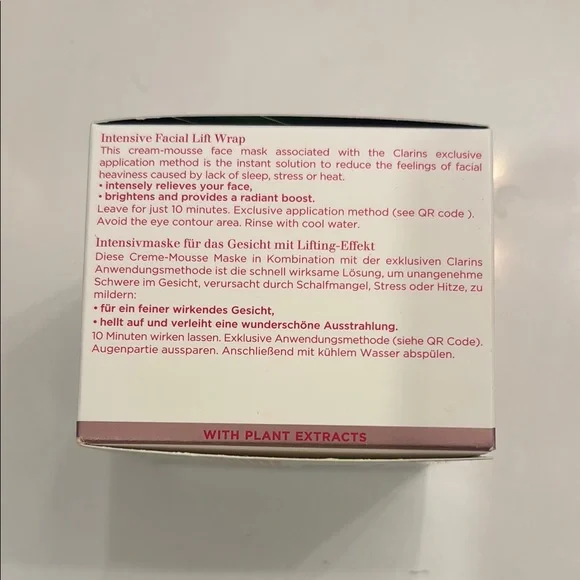 Intensive Facial Lift Wrap
This cream-mousse face mask associated with the Clarins exclusive
application method is the instant solution to reduce the feelings of facial
heaviness caused by lack of sleep, stress or heat.
• intensely relieves your face,
• brightens and provides a radiant boost.
Leave for just 10 minutes. Exclusive application method (see QR code ).
Avoid the eye contour area. Rinse with cool water.
Intensivmaske für das Gesicht mit Lifting-Effekt
Diese Creme-Mousse Maske in Kombination mit der exklusiven Clarins
Anwendungsmethode ist die schnell wirksame Lösung, um unangenehme
Schwere im Gesicht, verursacht durch Schalfmangel, Stress oder Hitze, zu
mildern:
• für ein feiner wirkendes Gesicht,
• hellt auf und verleiht eine wunderschöne Ausstrahlung.
10 Minuten wirken lassen. Exklusive Anwendungsmethode (siehe QR Code).
Augenpartie aussparen. Anschließend mit kühlem Wasser abspülen.
WITH PLANT EXTRACTS